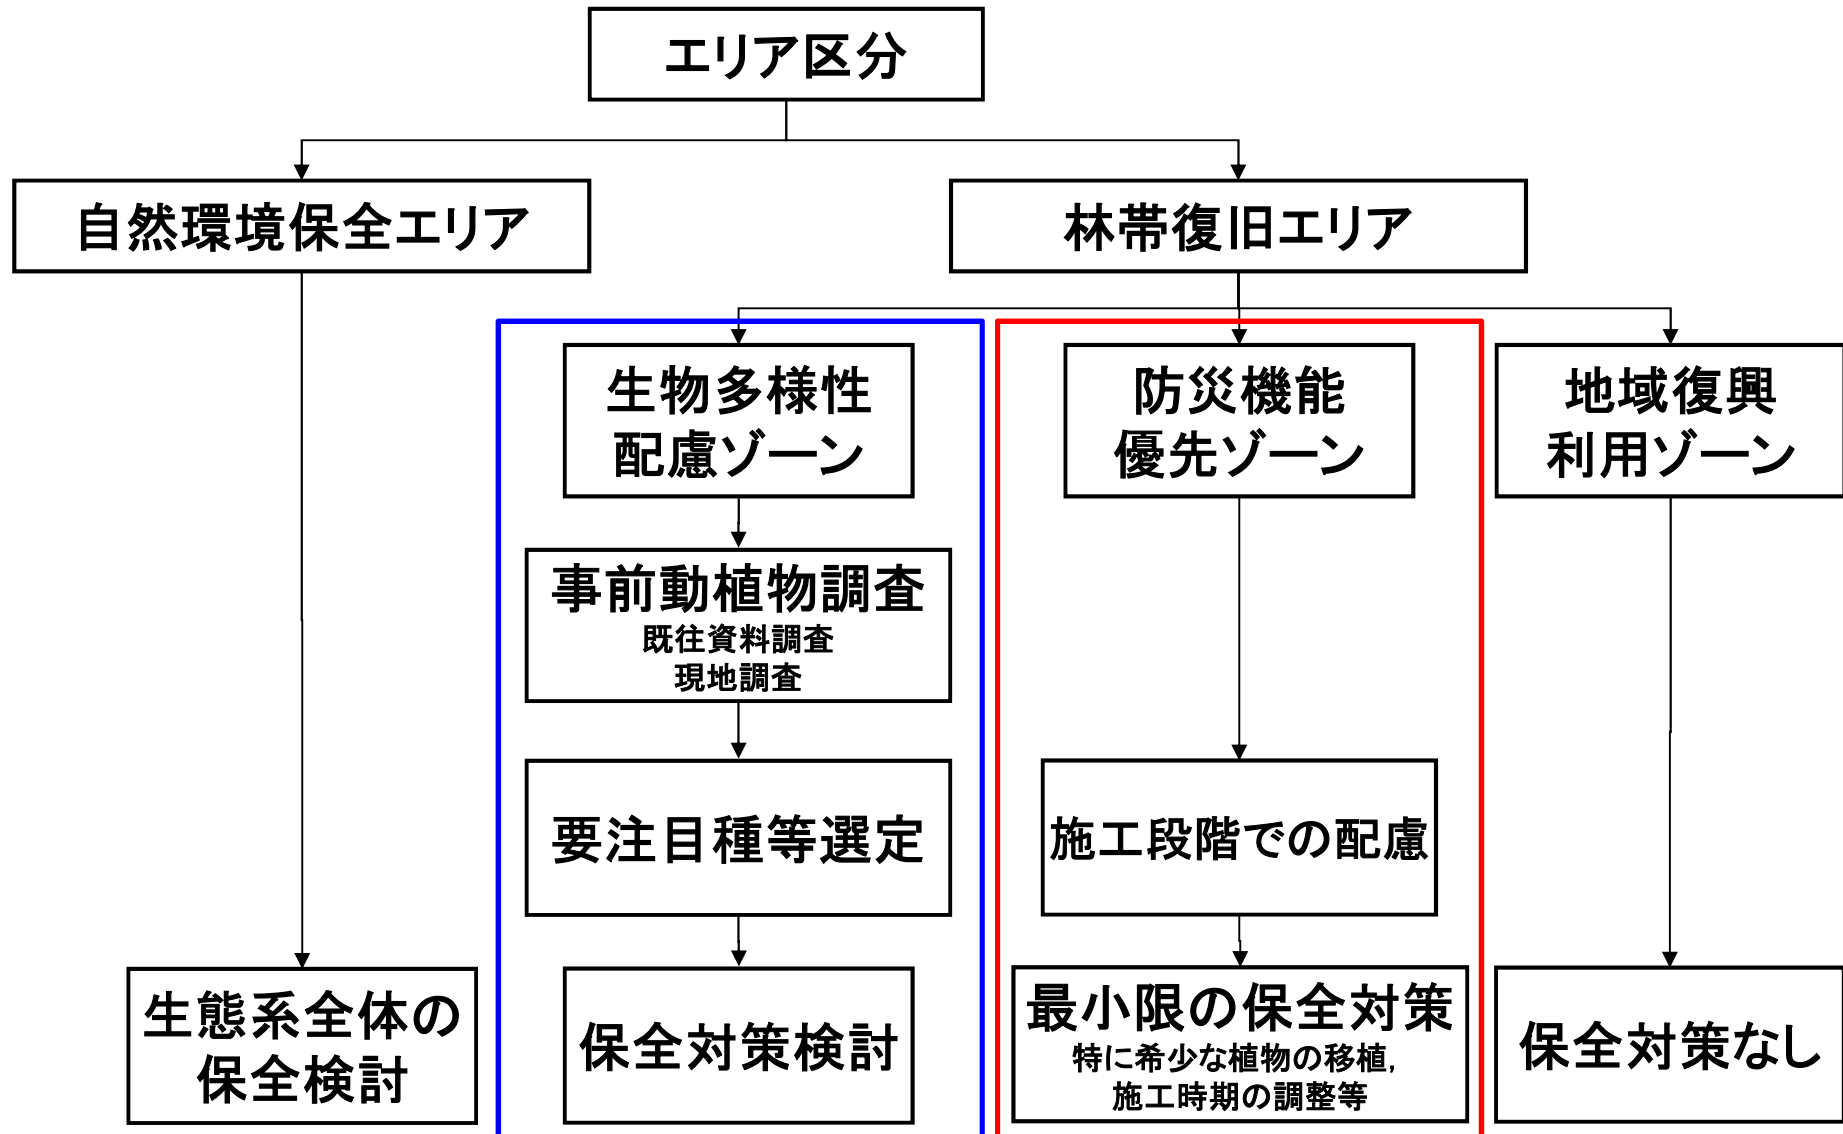 エリア区分
自然環境保全エリア
林帯復旧エリア
生物多様性
配慮ゾーン
防災機能
優先ゾーン
地域復興
利用ゾーン
事前動植物調査
既往資料調査
現地調査
要注目種等選定
施工段階での配慮
生態系全体の
保全検討
保全対策検討
最小限の保全対策
特に希少な植物の移植,
施工時期の調整等
保全対策なし